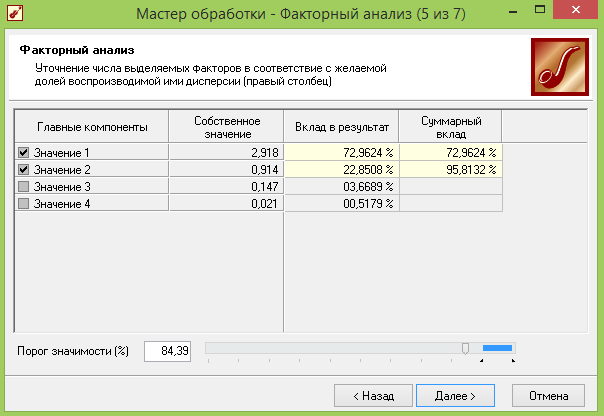 Мастер обработки - Факторный анализ (5 из 7)
Факторный анализ
Уточнение числа выделяемых факторов в соответствие с желаемой
долей воспроизводимой ими дисперсии (правый столбец)
Главные компоненты Собственное значение Вклад в результат Суммарный вклад
Значение 1 2,918 72,9624 % 72,9624 %
Значение 2 0,914 22,8508 % 95,8132 %
Значение 3 0,147 03,6689 %
Значение 4 0,021 00,5179 %
Порог значимости (%) 84,39
< Назад Далее > Отмена